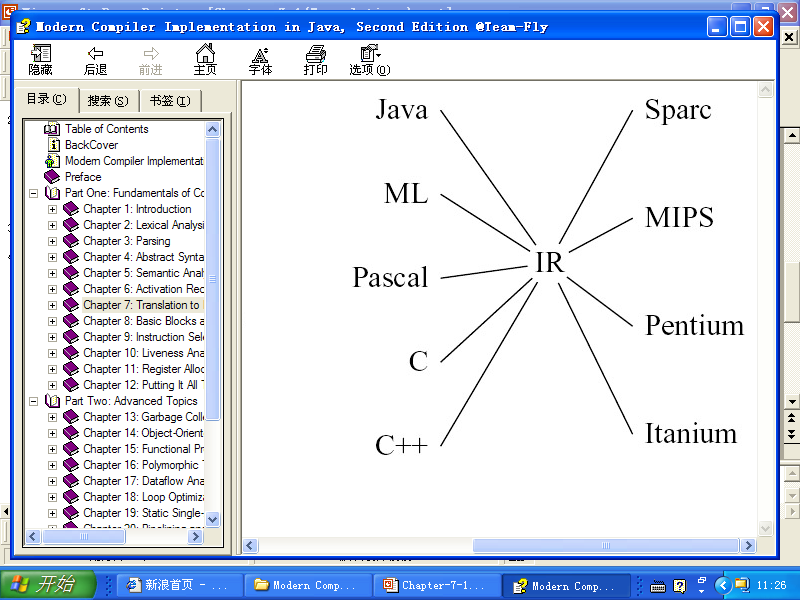 Modern Compiler Implementation in Java, Second Edition @Team-Fly
隐藏 后退 前进 主页 字体 打印 选项(O)
目录(C) 搜索(S) 书签(I)
Table of Contents
BackCover
Modern Compiler Implementat
Preface
Part One: Fundamentals of Co
Chapter 1: Introduction
Chapter 2: Lexical Analysi
Chapter 3: Parsing
Chapter 4: Abstract Synta
Chapter 5: Semantic Anal
Chapter 6: Activation Rec
Chapter 7: Translation to
Chapter 8: Basic Blocks a
Chapter 9: Instruction Sele
Chapter 10: Liveness Ana
Chapter 11: Register Alloc
Chapter 12: Putting It All T
Part Two: Advanced Topics
Chapter 13: Garbage Colle
Chapter 14: Object-Orient
Chapter 15: Functional Pr
Chapter 16: Polymorphic T
Chapter 17: Dataflow Ana
Chapter 18: Loop Optimiza
Chapter 19: Static Single-
Java
ML
Pascal
C
C++
IR
Sparc
MIPS
Pentium
Itanium
开始 新浪首页 - ... Modern Comp... Chapter-7-1... Modern Comp... 11:26